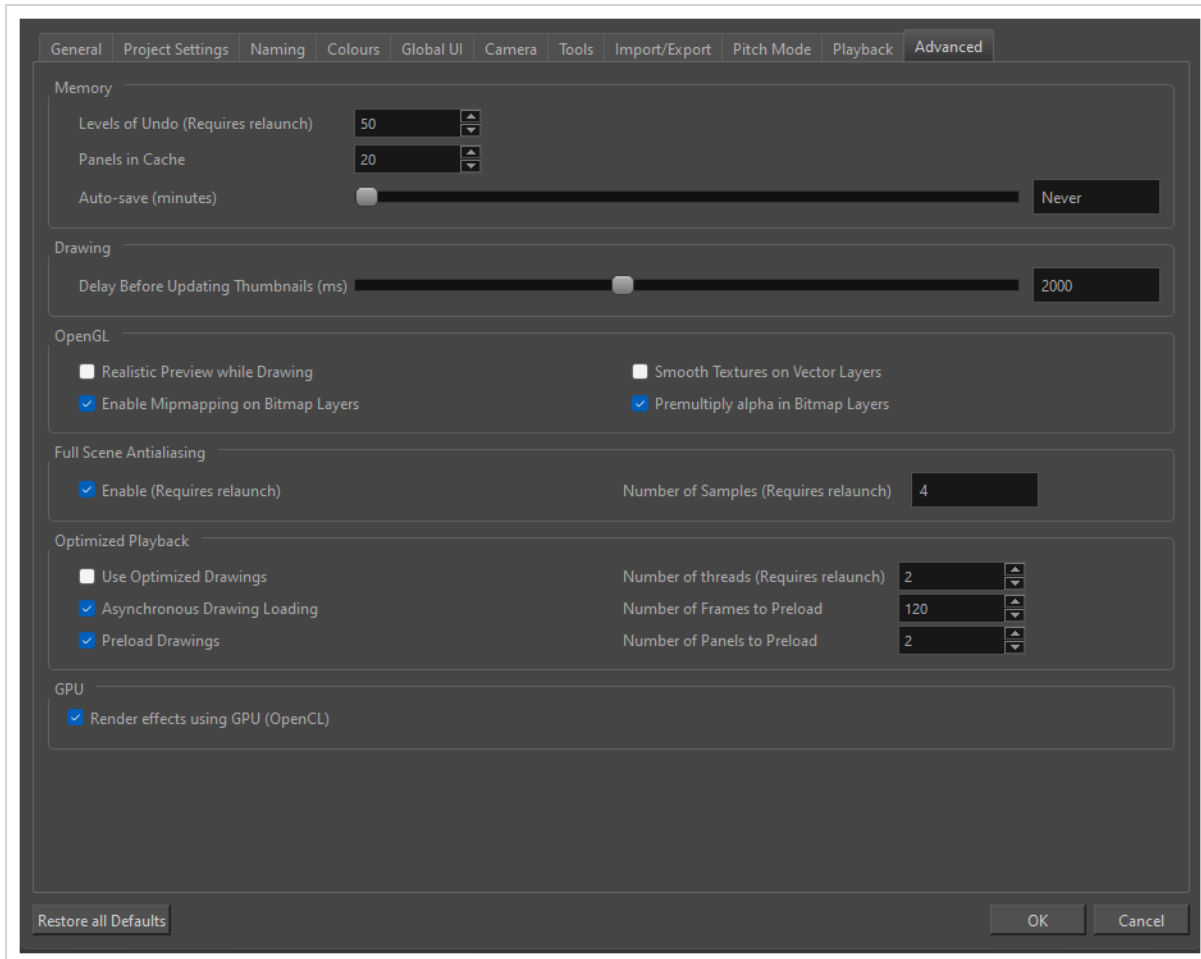 General Project Settings Naming Colours Global UI Camera Tools Import/Export Pitch Mode Playback Advanced
Memory
Levels of Undo (Requires relaunch) 50
Panels in Cache 20
Auto-save (minutes) Never
Drawing
Delay Before Updating Thumbnails (ms) 2000
OpenGL
Realistic Preview while Drawing Smooth Textures on Vector Layers
Enable Mipmapping on Bitmap Layers Premultiply alpha in Bitmap Layers
Full Scene Antialiasing
Enable (Requires relaunch) Number of Samples (Requires relaunch) 4
Optimized Playback
Use Optimized Drawings Number of threads (Requires relaunch) 2
Asynchronous Drawing Loading Number of Frames to Preload 120
Preload Drawings Number of Panels to Preload 2
GPU
Render effects using GPU (OpenCL)
Restore all Defaults OK Cancel